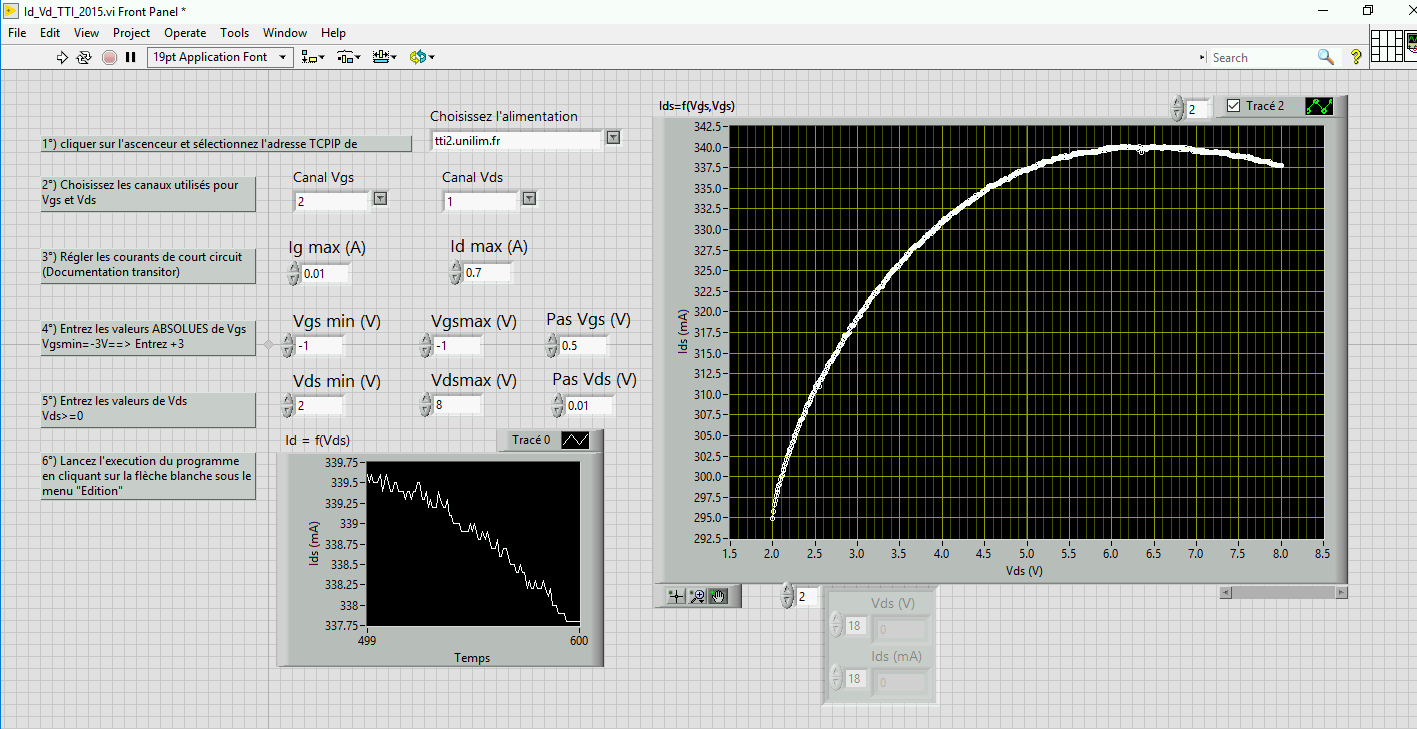 Id_Vd_TTI_2015.vi Front Panel *
File Edit View Project Operate Tools Window Help
19pt Application Font
Search
1°) cliquer sur l'ascenceur et sélectionnez l'adresse TCPIP de
Choisissez l'alimentation
tti2.unilim.fr
2°) Choisissez les canaux utilisés pour
Vgs et Vds
Canal Vgs
2
Canal Vds
1
3°) Régler les courants de court circuit
(Documentation transitor)
Ig max (A)
0.01
Id max (A)
0.7
4°) Entrez les valeurs ABSOLUES de Vgs
Vgsmin=-3V==> Entrez +3
Vgs min (V)
-1
Vgsmax (V)
-1
Pas Vgs (V)
0.5
5°) Entrez les valeurs de Vds
Vds>=0
Vds min (V)
2
Vdsmax (V)
8
Pas Vds (V)
0.01
6°) Lancez l'execution du programme
en cliquant sur la flèche blanche sous le
menu "Edition"
Id = f(Vds)
Tracé 0
339.75
339.5
339.25
339
338.75
338.5
338.25
338
337.75
Ids (mA)
499
600
Temps
Ids=f(Vgs,Vds)
2
Tracé 2
342.5
340.0
337.5
335.0
332.5
330.0
327.5
325.0
322.5
320.0
317.5
315.0
312.5
310.0
307.5
305.0
302.5
300.0
297.5
295.0
292.5
Ids (mA)
1.5 2.0 2.5 3.0 3.5 4.0 4.5 5.0 5.5 6.0 6.5 7.0 7.5 8.0 8.5
Vds (V)
2
Vds (V)
18
0
Ids (mA)
18
0